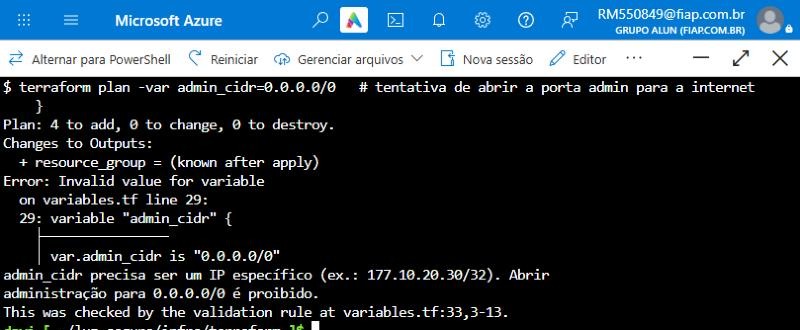 Microsoft Azure
RM550849@fiap.com.br
GRUPO ALUN (FIAP.COM.BR)
Alternar para PowerShell
Reiniciar
Gerenciar arquivos
Nova sessão
Editor
$ terraform plan -var admin_cidr=0.0.0.0/0 # tentativa de abrir a porta admin para a internet
}
Plan: 4 to add, 0 to change, 0 to destroy.
Changes to Outputs:
+ resource_group = (known after apply)
Error: Invalid value for variable
on variables.tf line 29:
29: variable "admin_cidr" {
var.admin_cidr is "0.0.0.0/0"
admin_cidr precisa ser um IP específico (ex.: 177.10.20.30/32). Abrir
administração para 0.0.0.0/0 é proibido.
This was checked by the validation rule at variables.tf:33,3-13.